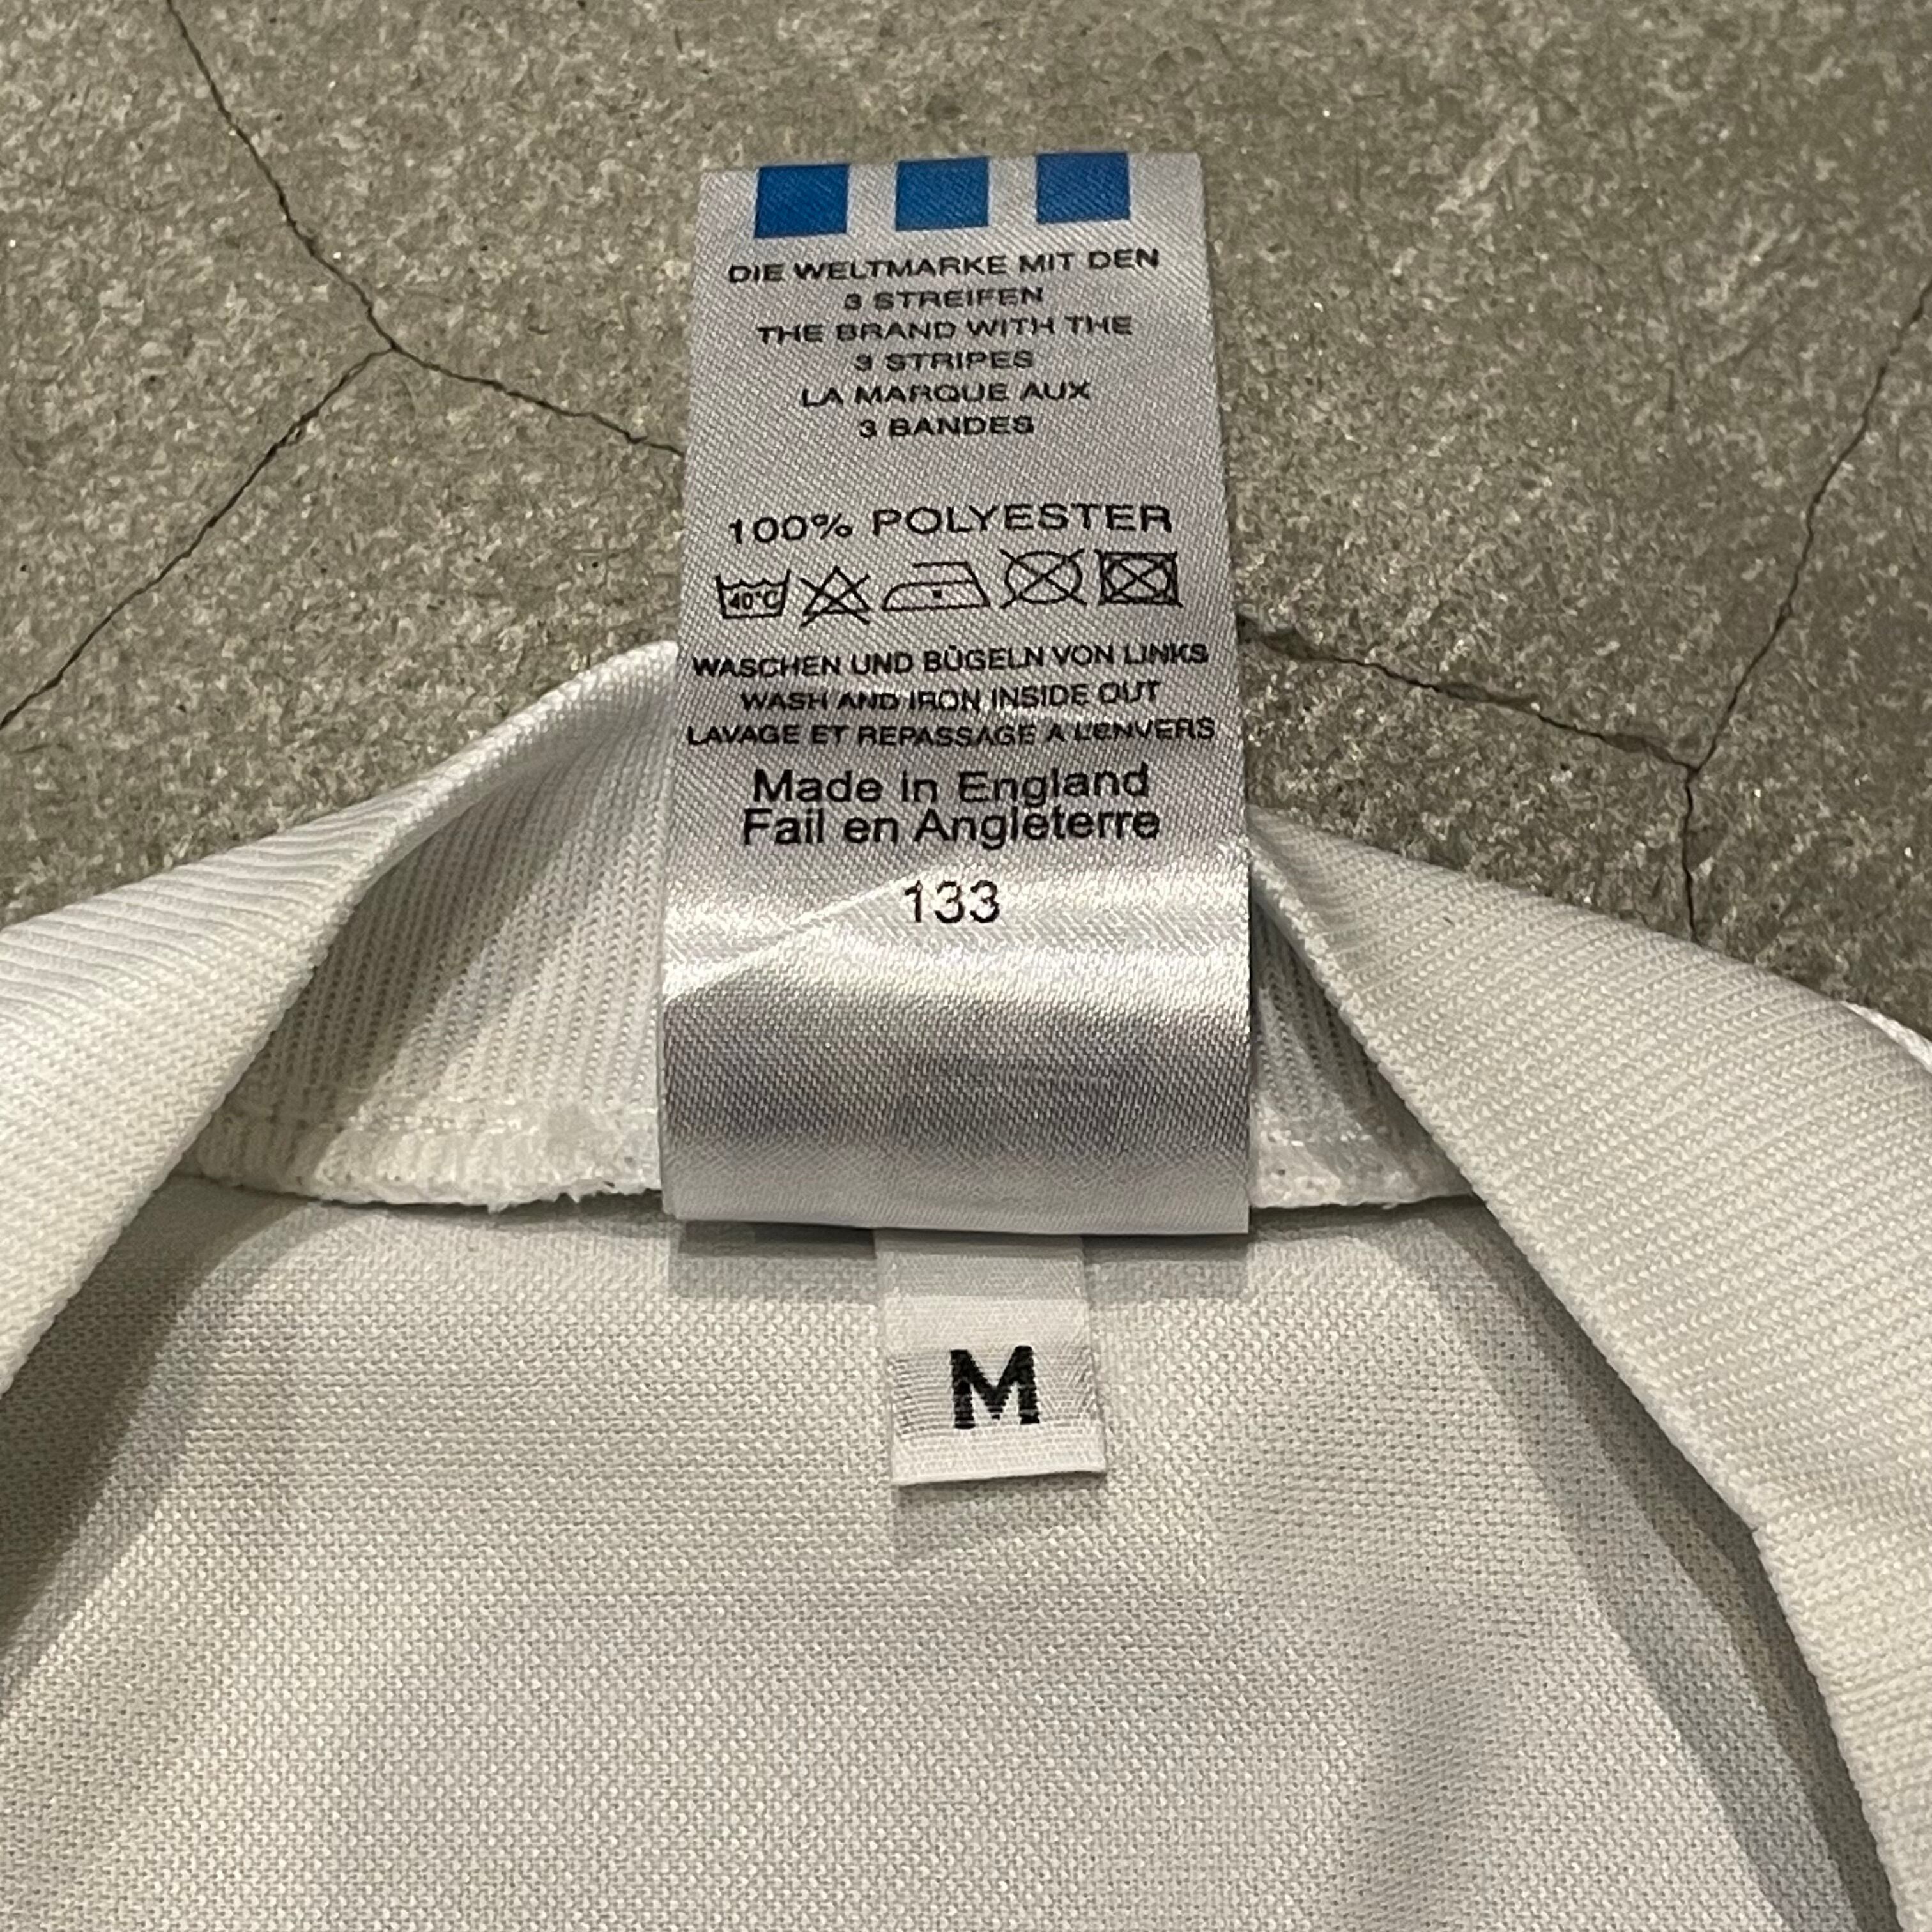 DIE WELTMARKE MIT DEN
3 STREIFEN
THE BRAND WITH THE
3 STRIPES
LA MARQUE AUX
3 BANDES
100% POLYESTER
40°C
WASCHEN UND BÜGELN VON LINKS
WASH AND IRON INSIDE OUT
LAVAGE ET REPASSAGE A L'ENVERS
Made in England
Fail en Angleterre
133
M